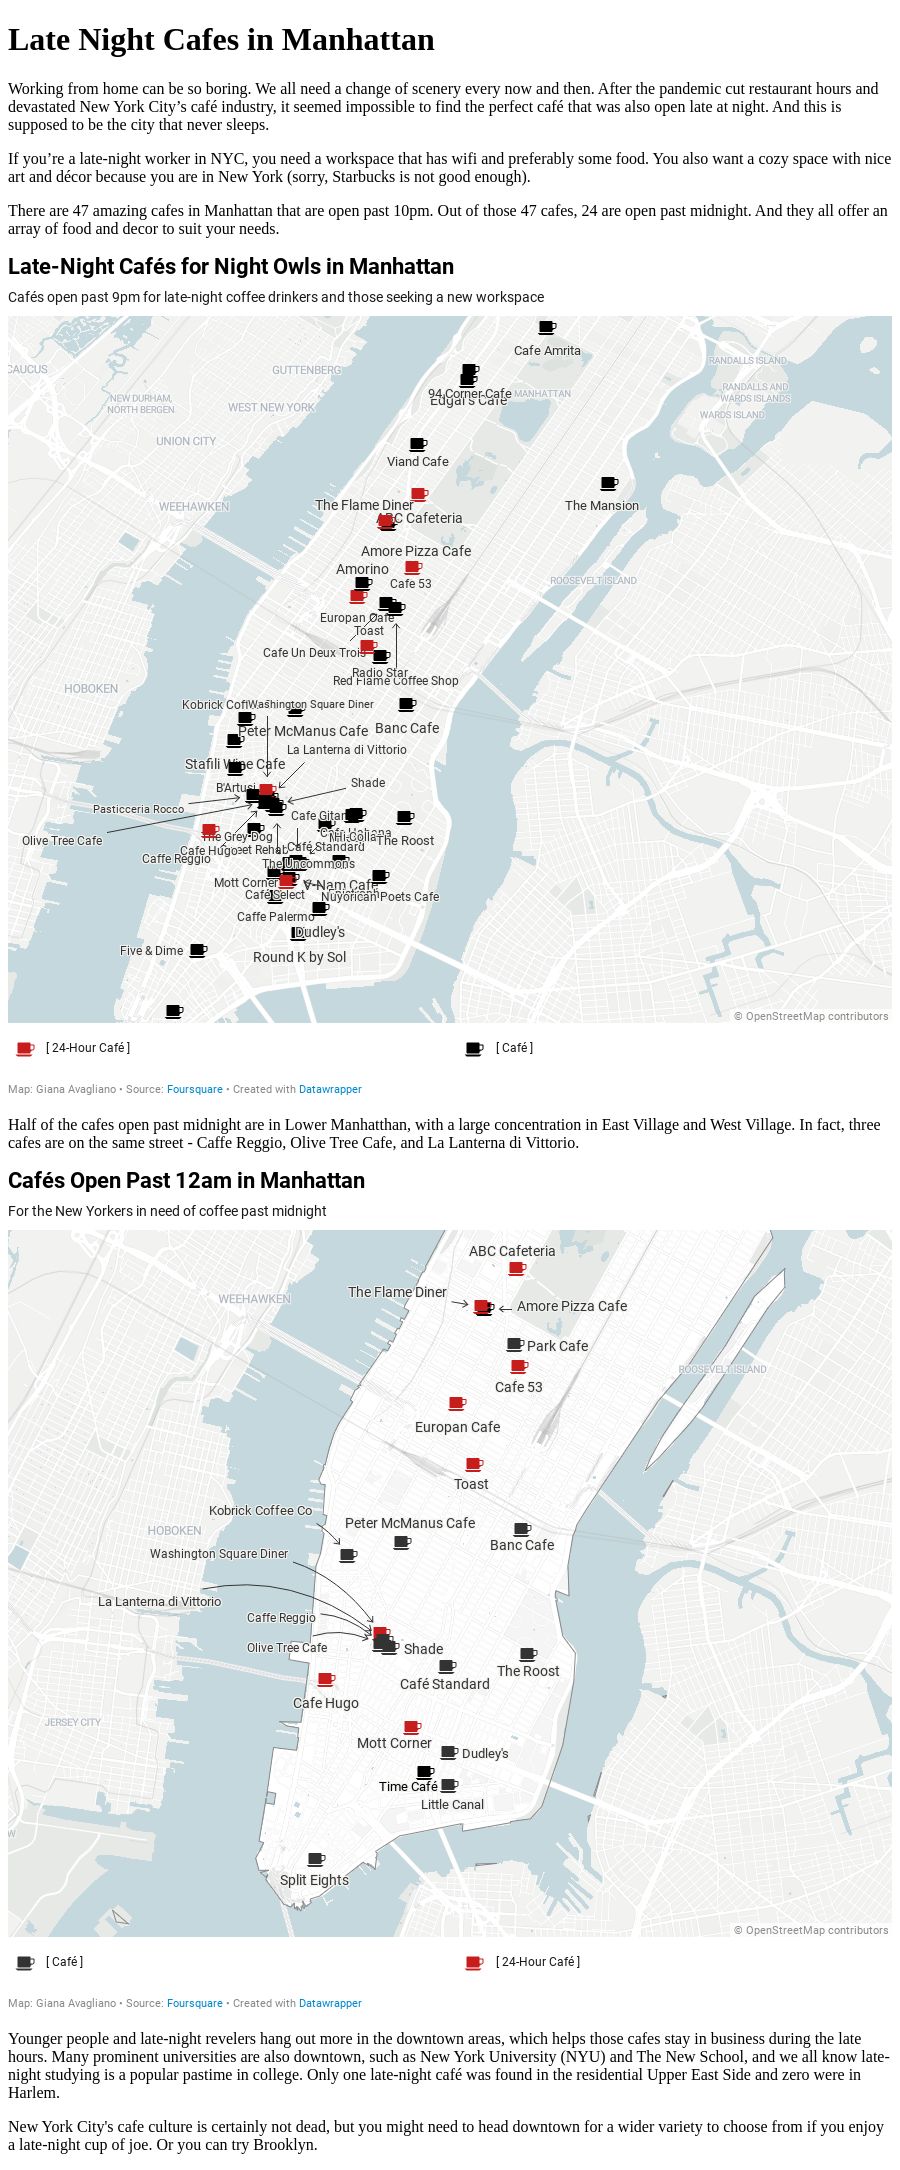 Late Night Cafes in Manhattan
Working from home can be so boring. We all need a change of scenery every now and then. After the pandemic cut restaurant hours and
devastated New York City’s café industry, it seemed impossible to find the perfect café that was also open late at night. And this is
supposed to be the city that never sleeps.
If you’re a late-night worker in NYC, you need a workspace that has wifi and preferably some food. You also want a cozy space with nice
art and décor because you are in New York (sorry, Starbucks is not good enough).
There are 47 amazing cafes in Manhattan that are open past 10pm. Out of those 47 cafes, 24 are open past midnight. And they all offer an
array of food and decor to suit your needs.
Late-Night Cafés for Night Owls in Manhattan
Cafés open past 9pm for late-night coffee drinkers and those seeking a new workspace
Cafe Amrita
RANDALLS ISLAND
CAUCUS
GUTTENBERG
RANDALLS AND
WARDS ISLANDS
94 Corner Cafe
MANHATTAN
Edgar's Cafe
NEW DURHAM,
NORTH BERGEN
WEST NEW YORK
WARDS ISLAND
UNION CITY
Viand Cafe
WEEHAWKEN
The Flame Diner
The Mansion
ABC Cafeteria
Amore Pizza Cafe
Amorino
Cafe 53
ROOSEVELT ISLAND
Europan Cafe
Toast
Cafe Un Deux Trois
Radio Star
Red Flame Coffee Shop
HOBOKEN
Kobrick Coff
Washington Square Diner
Peter McManus Cafe
Banc Cafe
La Lanterna di Vittorio
Stafili Wine Cafe
B'Artusi
Shade
Pasticceria Rocco
Cafe Gitan
Olive Tree Cafe
The Grey Dog
The Roost
Cafe Hugo
Café Standard
Caffe Reggio
The Uncommons
Mott Corner
V-Nam Cafe
Café Select
Nuyorican Poets Cafe
Caffe Palermo
Dudley's
Five & Dime
Round K by Sol
© OpenStreetMap contributors
[ 24-Hour Café ]
[ Café ]
Map: Giana Avagliano • Source: Foursquare • Created with Datawrapper
Half of the cafes open past midnight are in Lower Manhatthan, with a large concentration in East Village and West Village. In fact, three
cafes are on the same street - Caffe Reggio, Olive Tree Cafe, and La Lanterna di Vittorio.
Cafés Open Past 12am in Manhattan
For the New Yorkers in need of coffee past midnight
ABC Cafeteria
The Flame Diner
WEEHAWKEN
Amore Pizza Cafe
Park Cafe
ROOSEVELT ISLAND
Cafe 53
Europan Cafe
Toast
Kobrick Coffee Co
Peter McManus Cafe
HOBOKEN
Banc Cafe
Washington Square Diner
La Lanterna di Vittorio
Caffe Reggio
Olive Tree Cafe
Shade
The Roost
Café Standard
Cafe Hugo
JERSEY CITY
Mott Corner
Dudley's
Time Café
Little Canal
Split Eights
© OpenStreetMap contributors
[ Café ]
[ 24-Hour Café ]
Map: Giana Avagliano • Source: Foursquare • Created with Datawrapper
Younger people and late-night revelers hang out more in the downtown areas, which helps those cafes stay in business during the late
hours. Many prominent universities are also downtown, such as New York University (NYU) and The New School, and we all know late-
night studying is a popular pastime in college. Only one late-night café was found in the residential Upper East Side and zero were in
Harlem.
New York City's cafe culture is certainly not dead, but you might need to head downtown for a wider variety to choose from if you enjoy
a late-night cup of joe. Or you can try Brooklyn.